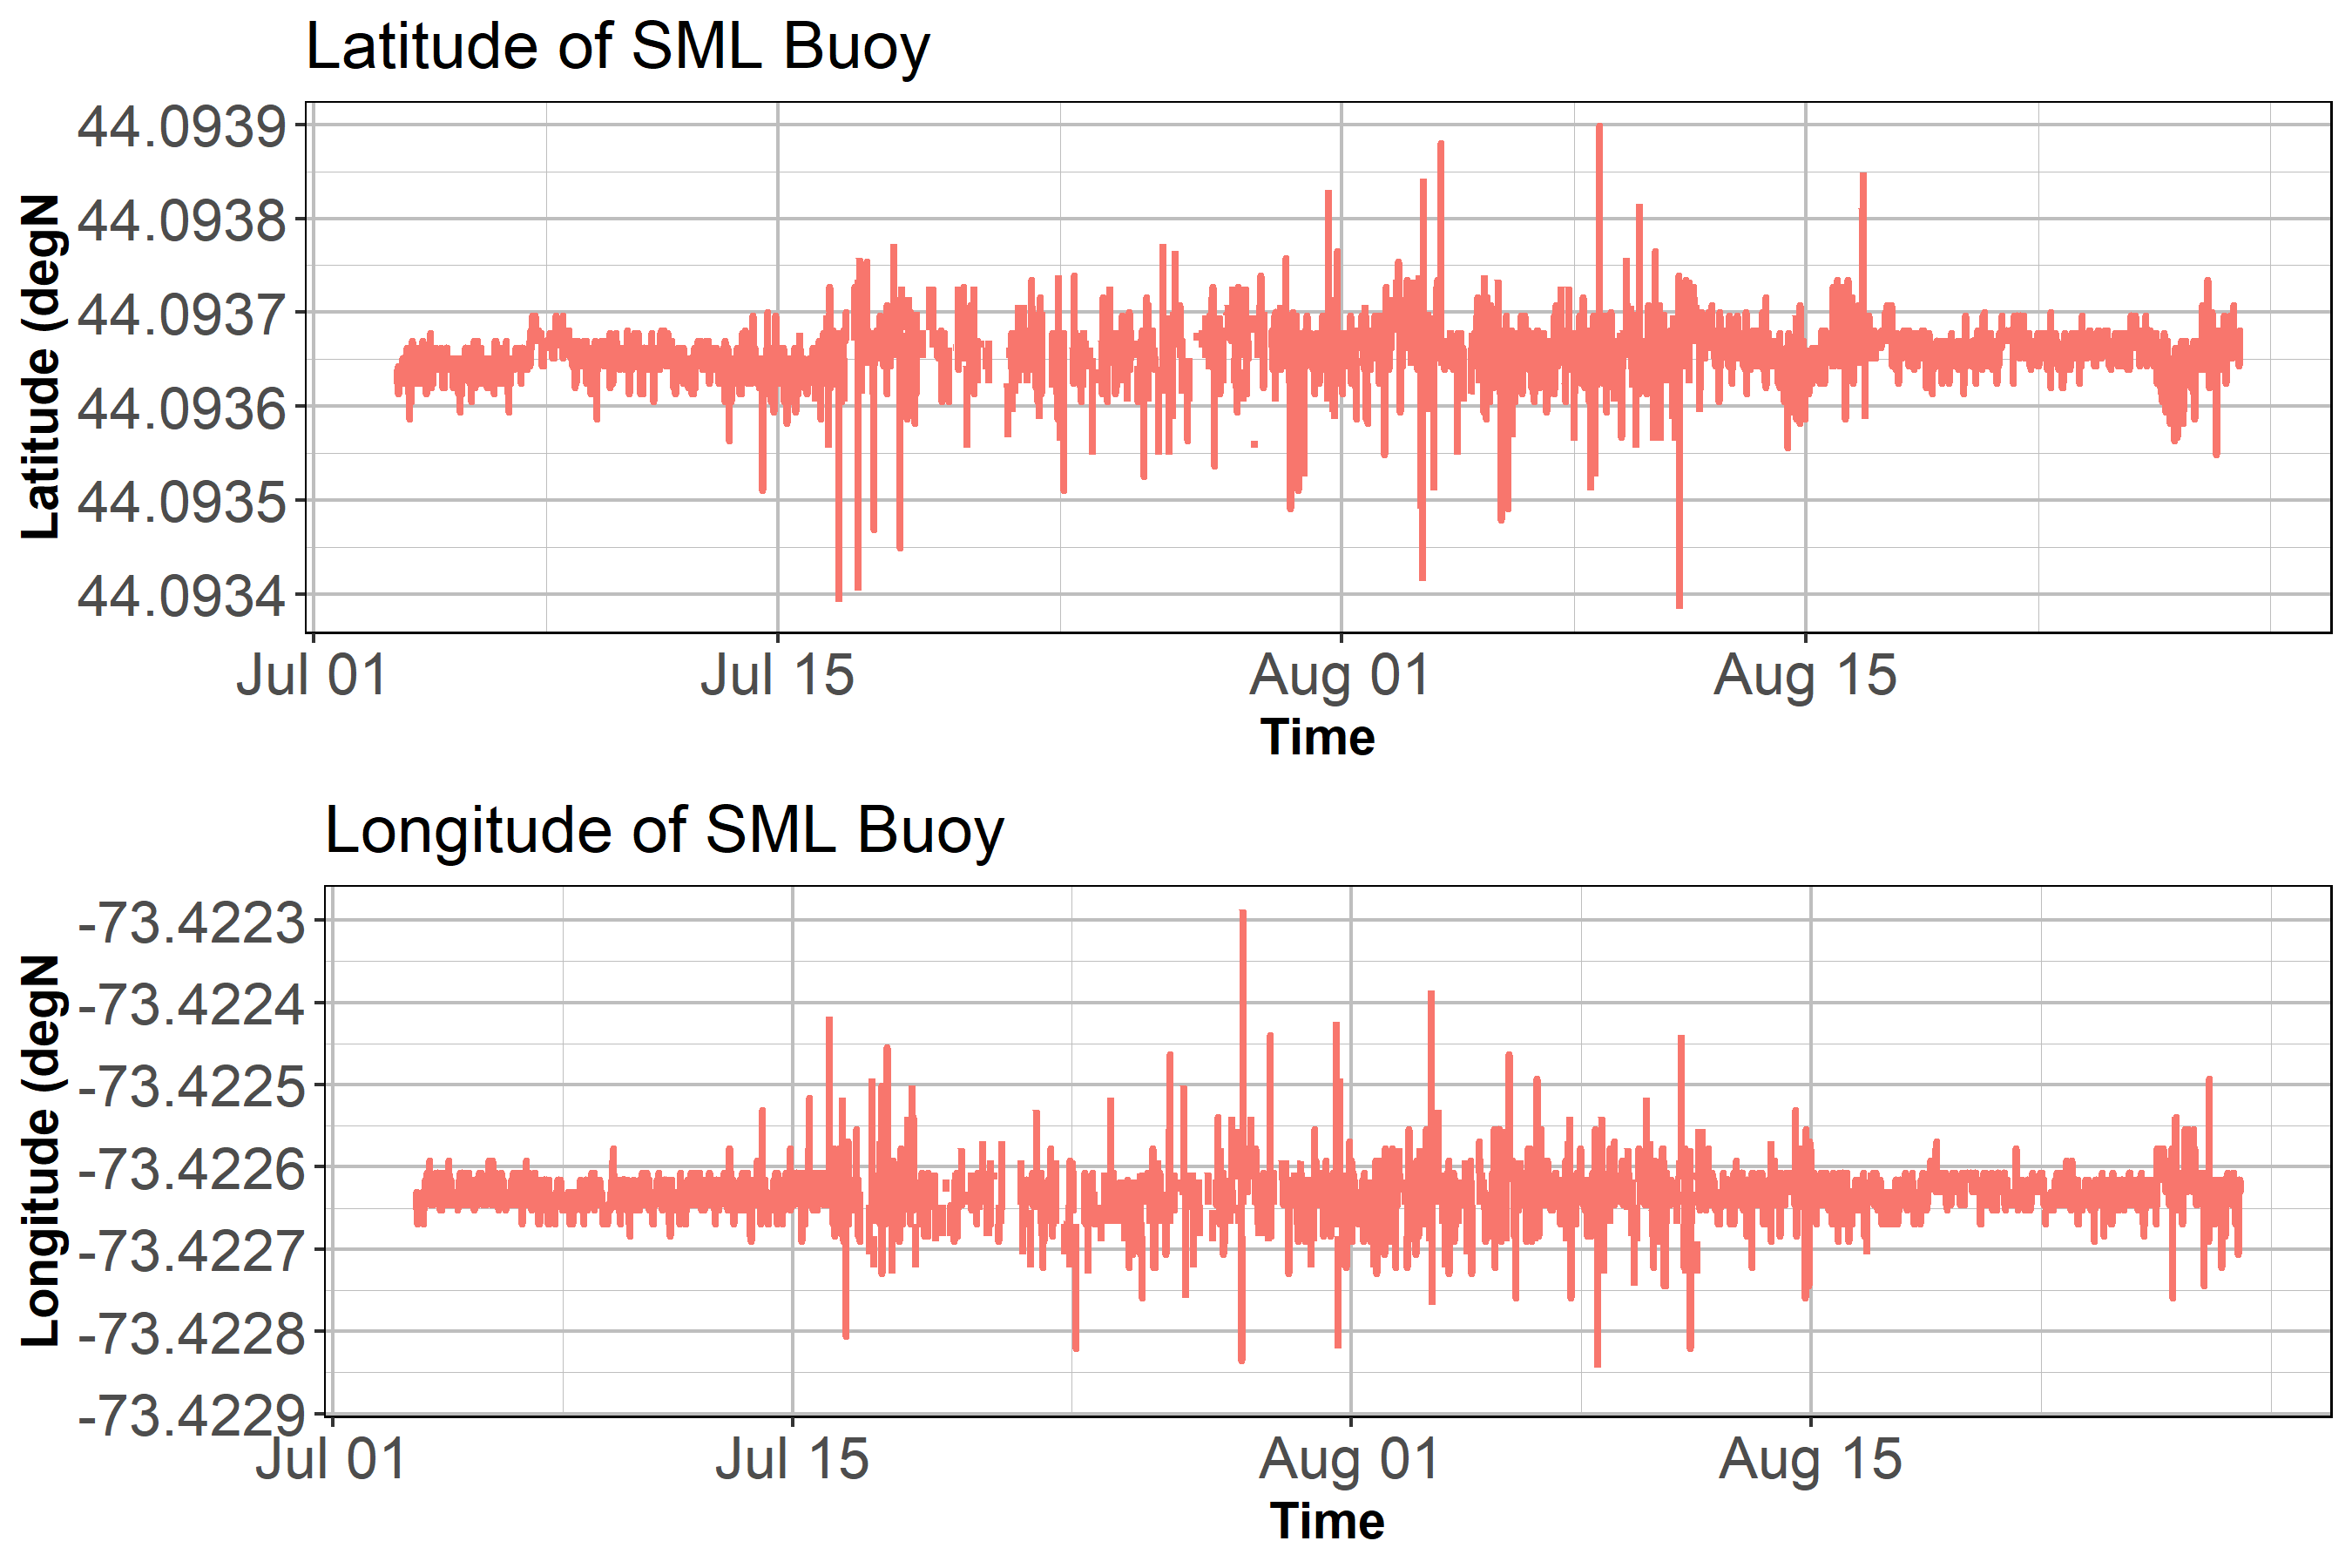 Latitude of SML Buoy
Latitude (degN
44.0939
44.0938
44.0937
44.0936
44.0935
44.0934
Jul 01 Jul 15 Aug 01 Aug 15
Time
Longitude of SML Buoy
Longitude (degN
-73.4223
-73.4224
-73.4225
-73.4226
-73.4227
-73.4228
-73.4229
Jul 01 Jul 15 Aug 01 Aug 15
Time